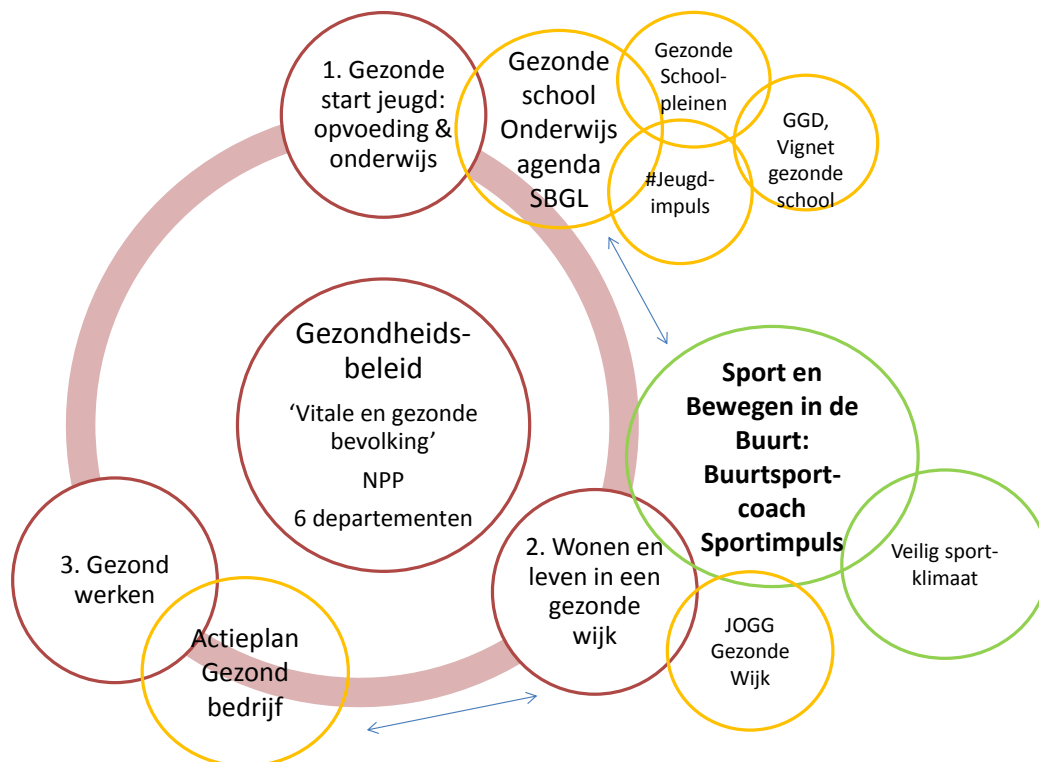 1. Gezonde
start jeugd:
opvoeding &
onderwijs
Gezonde
school
Onderwijs
agenda
SBGL
Gezonde
School-
pleinen
GGD,
Vignet
gezonde
school
#Jeugd-
impuls
Gezondheids-
beleid
‘Vitale en gezonde
bevolking’
NPP
6 departementen
Sport en
Bewegen in de
Buurt:
Buurtsport-
coach
Sportimpuls
Veilig sport-
klimaat
2. Wonen en
leven in een
gezonde
wijk
JOGG
Gezonde
Wijk
3. Gezond
werken
Actieplan
Gezond
bedrijf